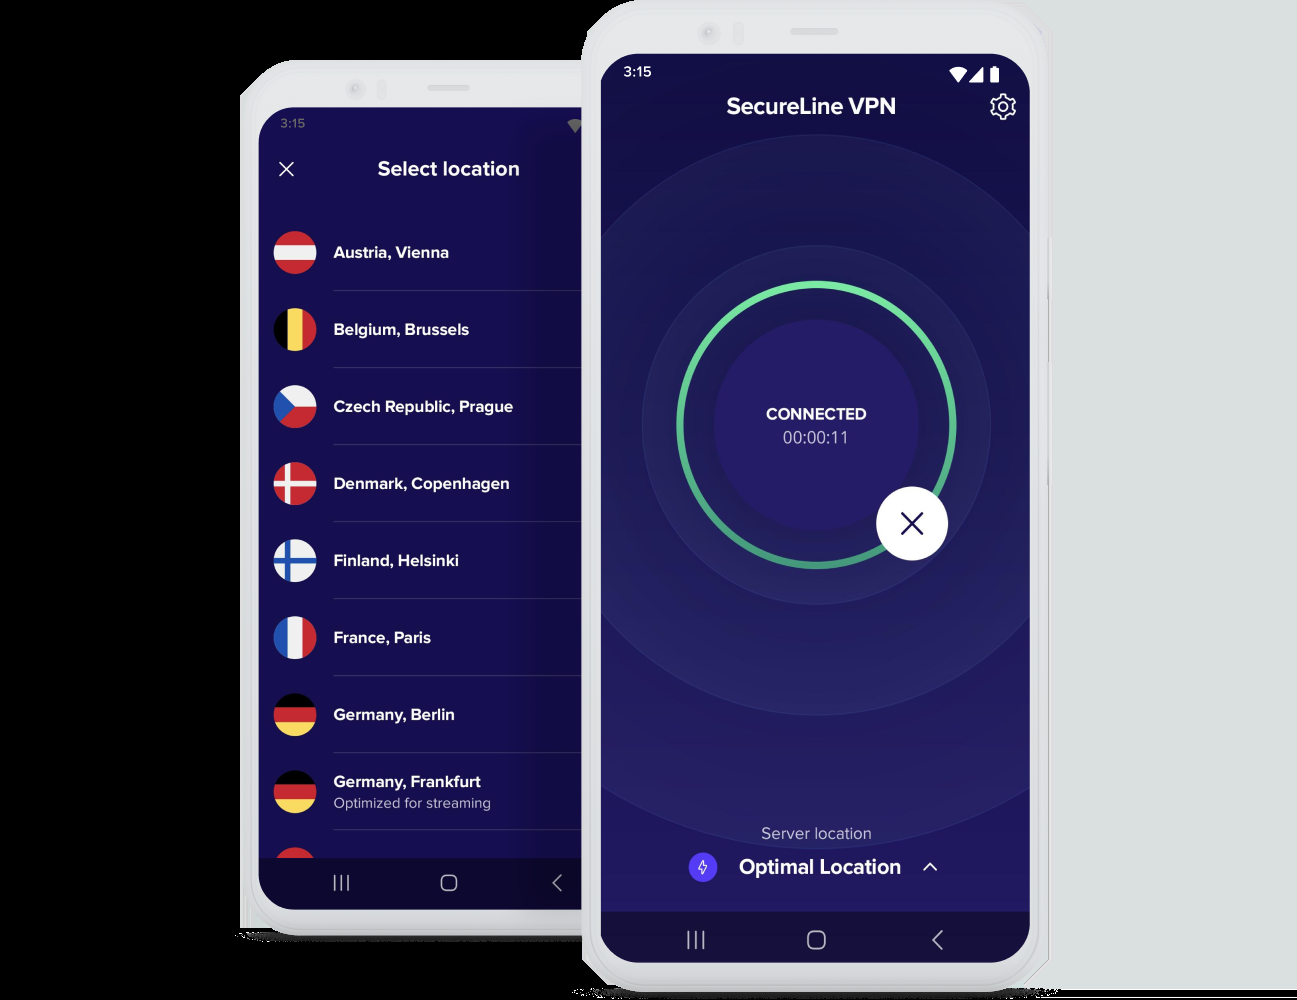 3:15
Select location
Austria, Vienna
Belgium, Brussels
Czech Republic, Prague
Denmark, Copenhagen
Finland, Helsinki
France, Paris
Germany, Berlin
Germany, Frankfurt
Optimized for streaming
3:15
SecureLine VPN
CONNECTED
00:00:11
Server location
Optimal Location